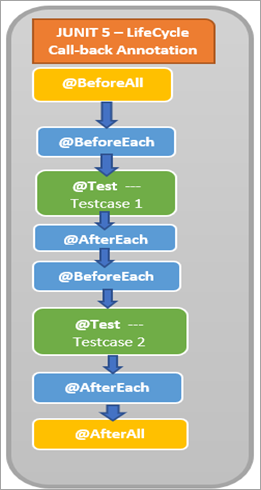 JUNIT 5 – LifeCycle
Call-back Annotation
@BeforeAll
@BeforeEach
@Test ---
Testcase 1
@AfterEach
@BeforeEach
@Test ---
Testcase 2
@AfterEach
@AfterAll